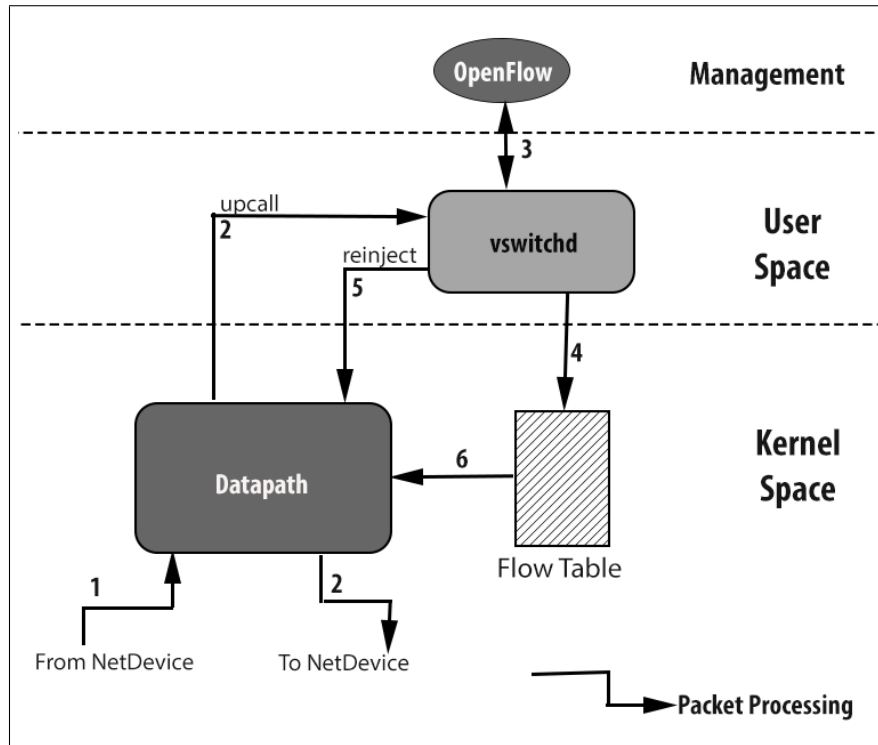 OpenFlow
Management
3
upcall
2
vswitchd
User
Space
reinject
5
4
Datapath
6
Kernel
Space
Flow Table
1
2
From NetDevice
To NetDevice
Packet Processing